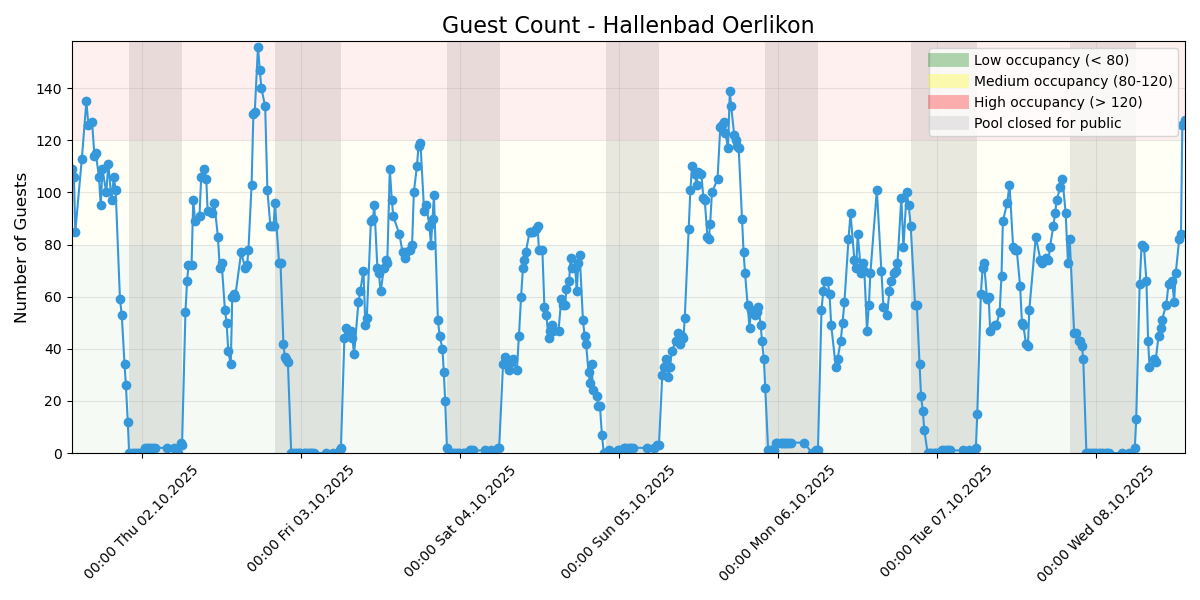 Guest Count - Hallenbad Oerlikon
Low occupancy (< 80)
Medium occupancy (80-120)
High occupancy (> 120)
Pool closed for public
Number of Guests
140
120
100
80
60
40
20
0
00:00 Thu 02.10.2025
00:00 Fri 03.10.2025
00:00 Sat 04.10.2025
00:00 Sun 05.10.2025
00:00 Mon 06.10.2025
00:00 Tue 07.10.2025
00:00 Wed 08.10.2025